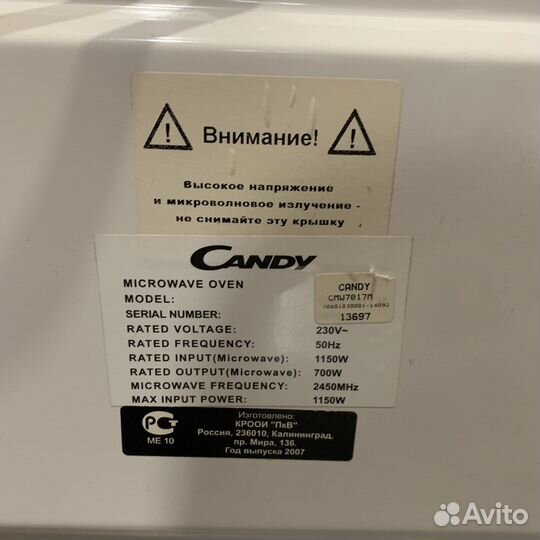 Внимание!
Высокое напряжение
и микроволновое излучение -
не снимайте эту крышку
CANDY
MICROWAVE OVEN
MODEL:
CANDY
CMW7017M
SERIAL NUMBER:
13697
RATED VOLTAGE: 230V~
RATED FREQUENCY: 50Hz
RATED INPUT(Microwave): 1150W
RATED OUTPUT(Microwave): 700W
MICROWAVE FREQUENCY: 2450MHz
MAX INPUT POWER: 1150W
РСТ
ME 10
Изготовлено:
КРООИ "ПкВ"
Россия, 236010, Калининград,
пр. Мира, 136.
Год выпуска 2007
Avito